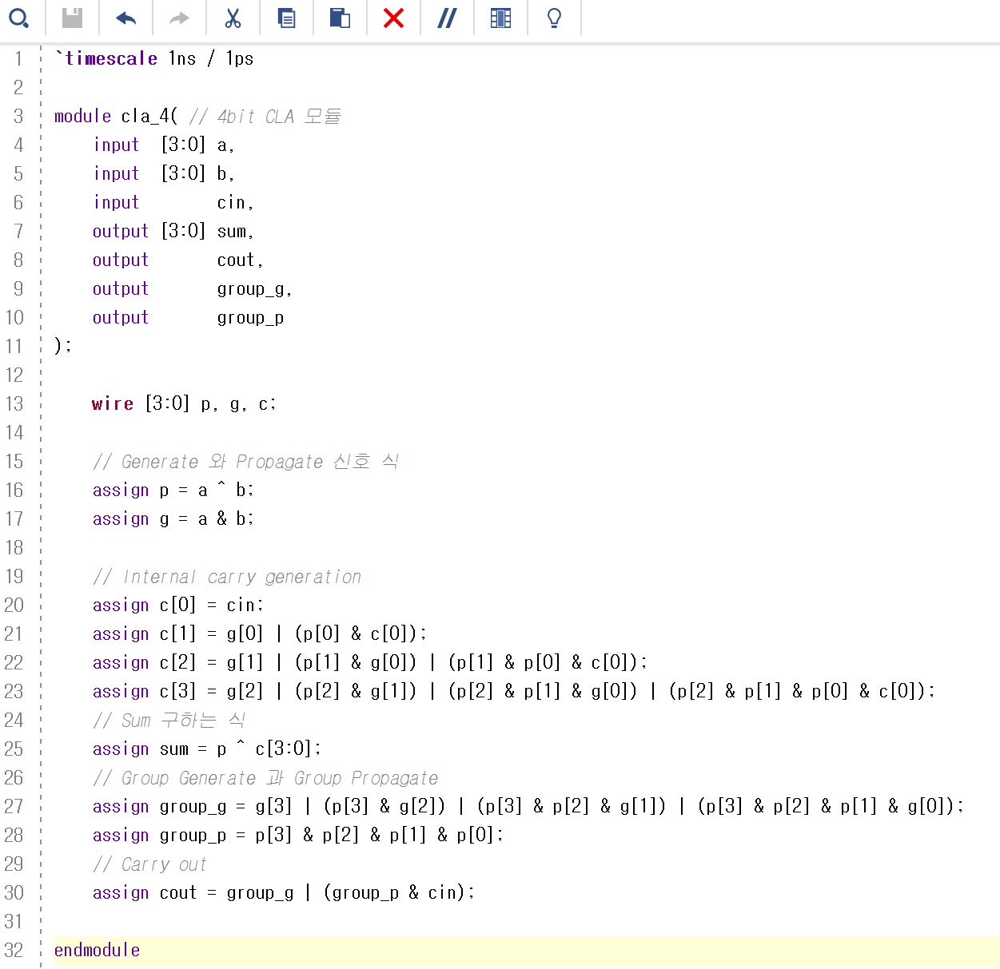 1 `timescale 1ns / 1ps
2
3 module cla_4( // 4bit CLA 모듈
4 input [3:0] a,
5 input [3:0] b,
6 input cin,
7 output [3:0] sum,
8 output cout,
9 output group_g,
10 output group_p
11 );
12
13 wire [3:0] p, g, c;
14
15 // Generate 와 Propagate 신호 식
16 assign p = a ^ b;
17 assign g = a & b;
18
19 // Internal carry generation
20 assign c[0] = cin;
21 assign c[1] = g[0] | (p[0] & c[0]);
22 assign c[2] = g[1] | (p[1] & g[0]) | (p[1] & p[0] & c[0]);
23 assign c[3] = g[2] | (p[2] & g[1]) | (p[2] & p[1] & g[0]) | (p[2] & p[1] & p[0] & c[0]);
24 // Sum 구하는 식
25 assign sum = p ^ c[3:0];
26 // Group Generate 과 Group Propagate
27 assign group_g = g[3] | (p[3] & g[2]) | (p[3] & p[2] & g[1]) | (p[3] & p[2] & p[1] & g[0]);
28 assign group_p = p[3] & p[2] & p[1] & p[0];
29 // Carry out
30 assign cout = group_g | (group_p & cin);
31
32 endmodule